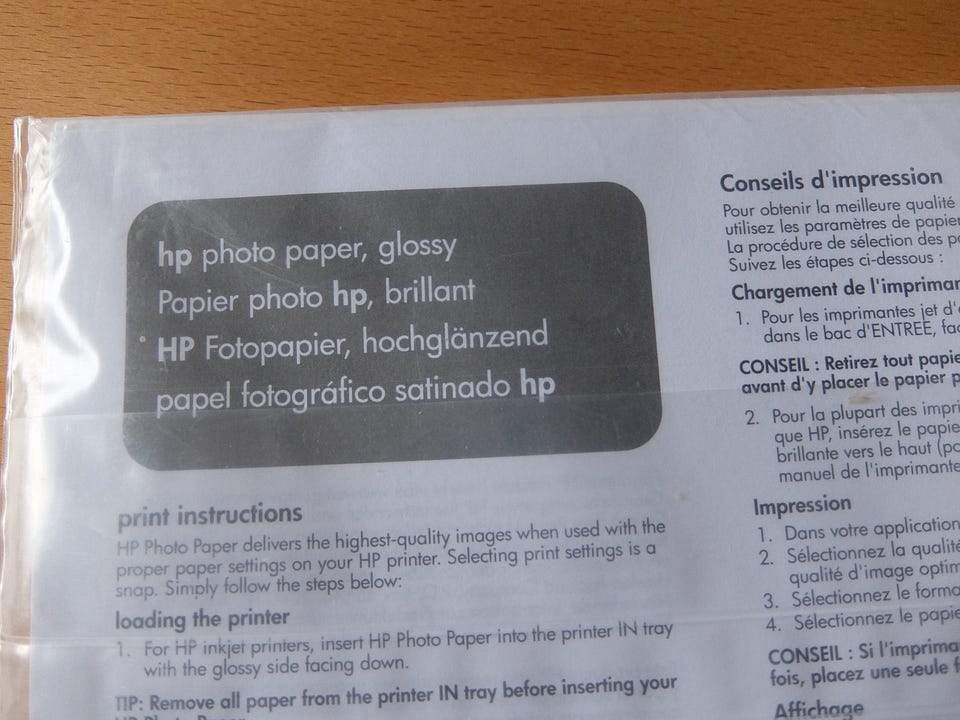 hp photo paper, glossy
Papier photo hp, brillant
HP Fotopapier, hochglänzend
papel fotográfico satinado hp
print instructions
HP Photo Paper delivers the highest-quality images when used with the
proper paper settings on your HP printer. Selecting print settings is a
snap. Simply follow the steps below:
loading the printer
1. For HP inkjet printers, insert HP Photo Paper into the printer IN tray
with the glossy side facing down.
TIP: Remove all paper from the printer IN tray before inserting your
HP Photo Paper
Conseils d'impression
Pour obtenir la meilleure qualité
utilisez les paramètres de papier
La procédure de sélection des
Suivez les étapes ci-dessous :
Chargement de l'imprimant
1. Pour les imprimantes jet d'
dans le bac d'ENTREE,
CONSEIL : Retirez tout papie
avant d'y placer le papier p
2. Pour la plupart des impri
que HP, insérez le papie
brillante vers le haut
manuel de l'imprimante
Impression
1. Dans votre application
2. Sélectionnez la qualité
qualité d'image optim
3. Sélectionnez le forma
4. Sélectionnez le papie
CONSEIL : Si l'imprima
fois, placez une seule f
Affichage